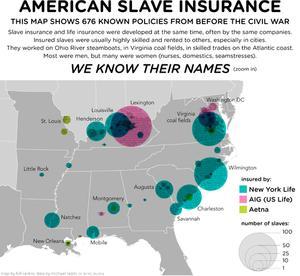 AMERICAN SLAVE INSURANCE
THIS MAP SHOWS 676 KNOWN POLICIES FROM BEFORE THE CIVIL WAR
Slave insurance and life insurance were developed at the same time, often by the same companies.
Insured slaves were usually highly skilled and rented to others, especially in cities.
They worked on Ohio River steamboats, in Virginia coal fields, in skilled trades on the Atlantic coast.
Most were men, but many were women (nurses, domestics, seamstresses).
WE KNOW THEIR NAMES (zoom in)
Washington DC
Lexington
Louisville
Virginia
coal fields
Henderson
St. Louis
Wilmington
Little Rock
insured by:
New York Life
AIG (US Life)
Aetna
Augusta
Montgomery
Charleston
Savannah
number of slaves:
100
50
25
10
1
Natchez
Mobile
New Orleans